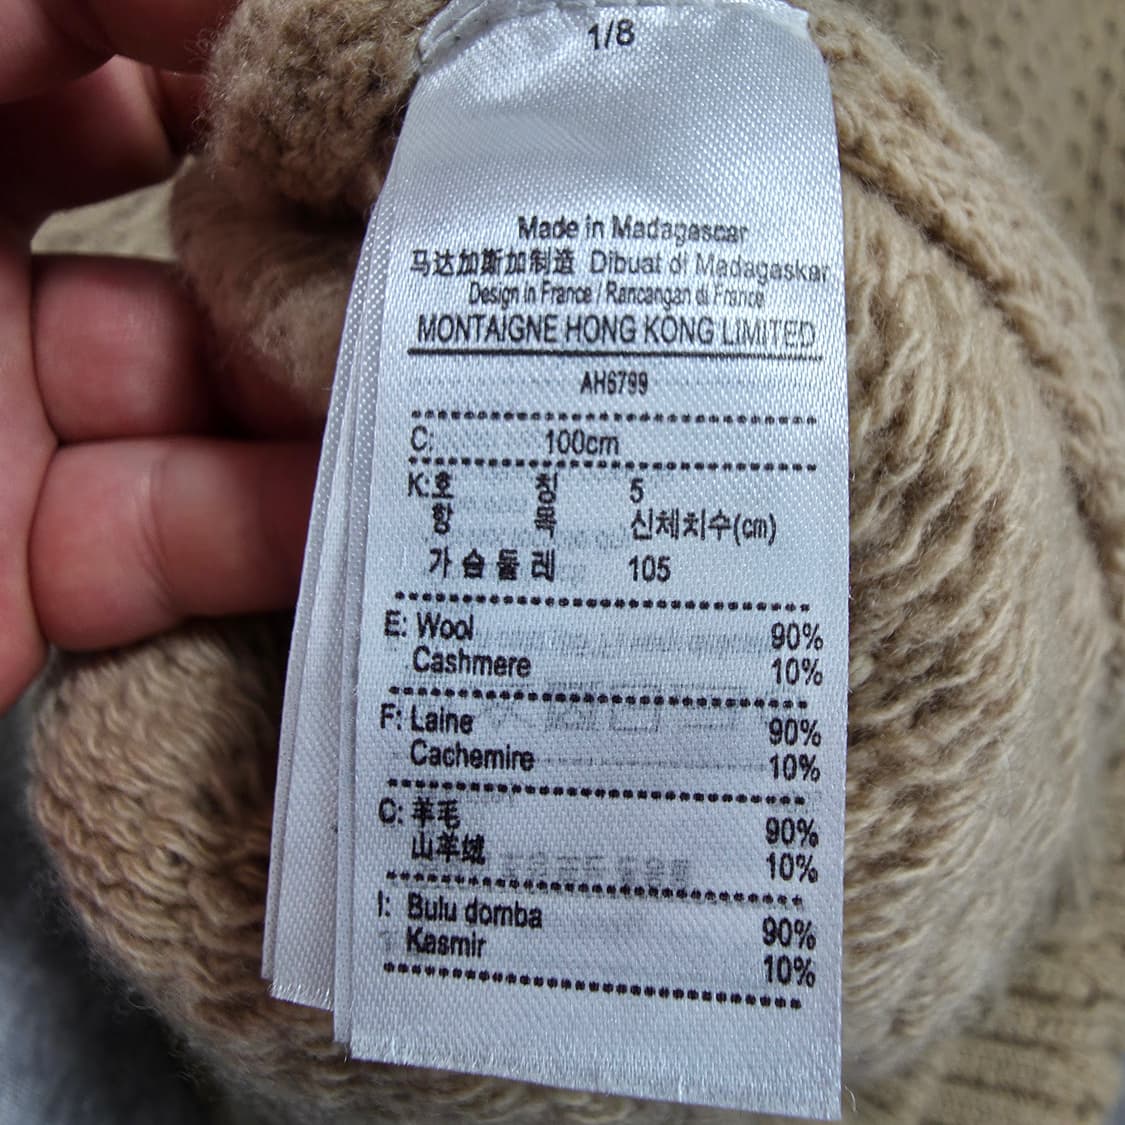 1/8
Made in Madagascar
马达加斯加制造 Dibuat di Madagaskar
Design in France / Rancangan di France
MONTAIGNE HONG KONG LIMITED
AH6799
C: 100cm
K: 호 칭 5
항 목 신체치수(cm)
가 슴 둘 레 105
E: Wool 90%
Cashmere 10%
F: Laine 90%
Cachemire 10%
C: 羊毛 90%
山羊绒 10%
I: Bulu domba 90%
Kasmir 10%